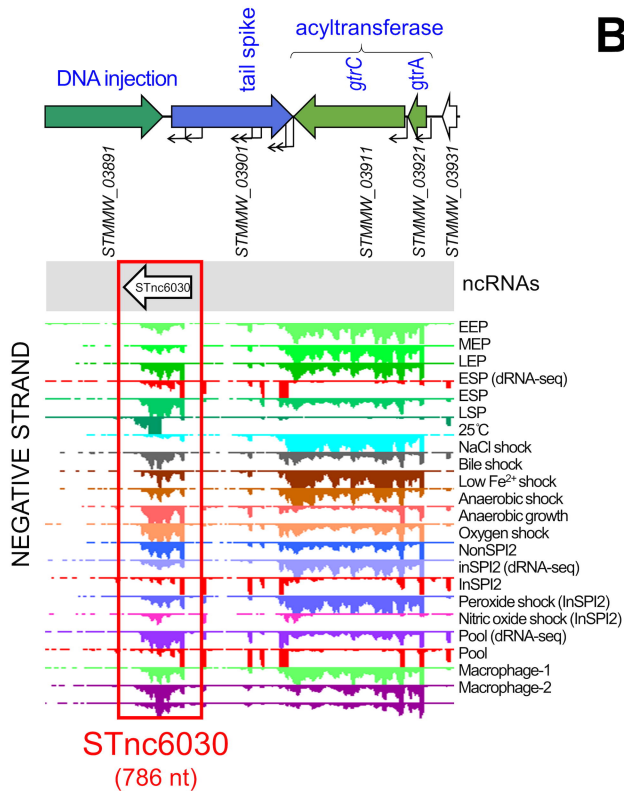 B
acyltransferase
DNA injection
tail spike
gtrC
gtrA
STMMW_03891
STMMW_03901
STMMW_03911
STMMW_03921
STMMW_03931
STnc6030
ncRNAs
NEGATIVE STRAND
EEP
MEP
LEP
ESP (dRNA-seq)
ESP
LSP
25℃
NaCl shock
Bile shock
Low Fe²⁺ shock
Anaerobic shock
Anaerobic growth
Oxygen shock
NonSPI2
inSPI2 (dRNA-seq)
InSPI2
Peroxide shock (InSPI2)
Nitric oxide shock (InSPI2)
Pool (dRNA-seq)
Pool
Macrophage-1
Macrophage-2
STnc6030
(786 nt)